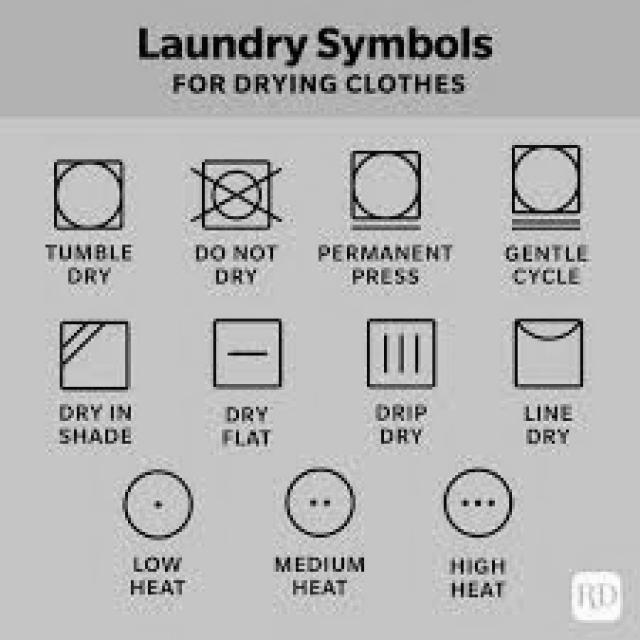 Laundry Symbols
FOR DRYING CLOTHES
TUMBLE
DRY
DO NOT
DRY
PERMANENT
PRESS
GENTLE
CYCLE
DRY IN
SHADE
DRY
FLAT
DRIP
DRY
LINE
DRY
LOW
HEAT
MEDIUM
HEAT
HIGH
HEAT
RD